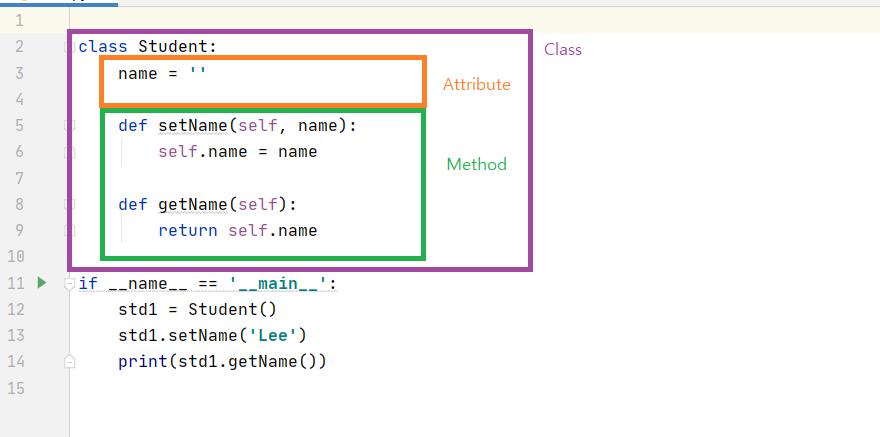 1
2 class Student: Class
3 name = ''
4 Attribute
5 def setName(self, name):
6 self.name = name Method
7
8 def getName(self):
9 return self.name
10
11 if __name__ == '__main__':
12 std1 = Student()
13 std1.setName('Lee')
14 print(std1.getName())
15